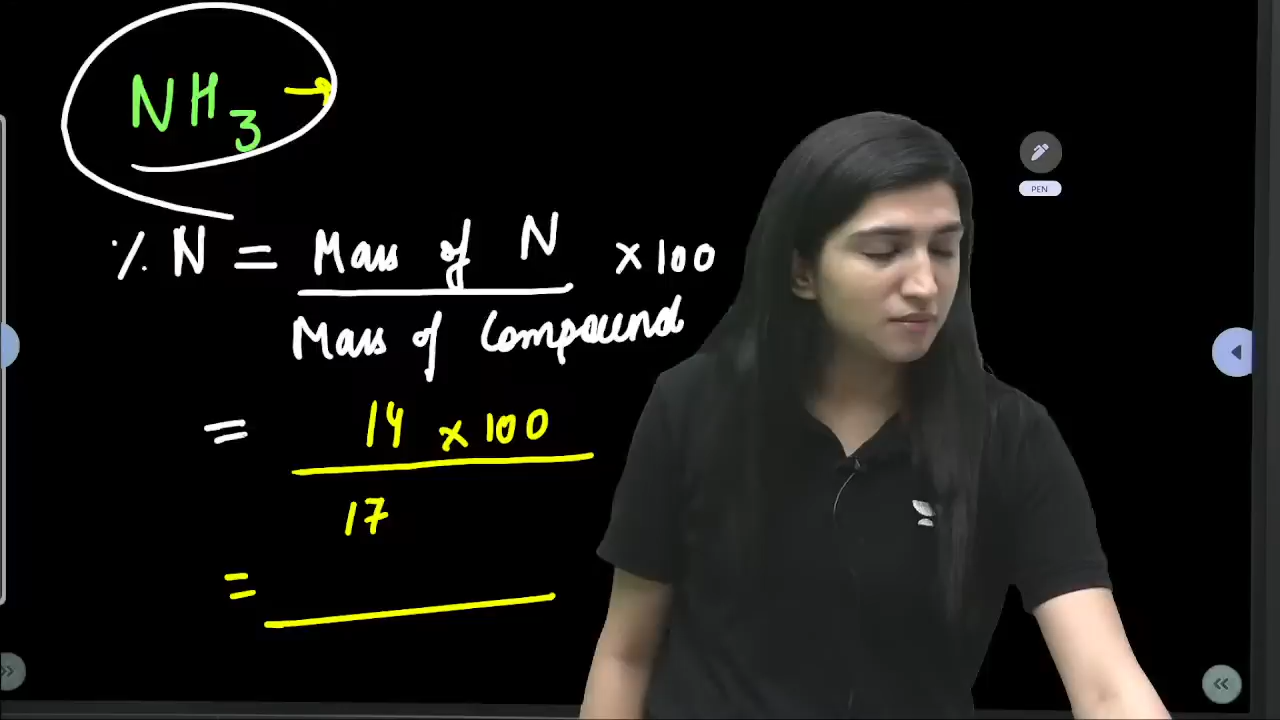 NH3 →
% N = Mass of N × 100
Mass of Compound
= 14 × 100
17
=
PEN